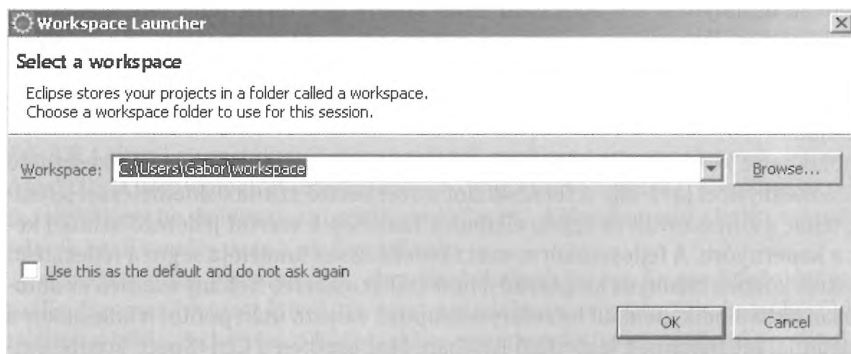 Workspace Launcher
Select a workspace
Eclipse stores your projects in a folder called a workspace.
Choose a workspace folder to use for this session.
Workspace: C:\Users\Gabor\workspace Browse...
Use this as the default and do not ask again
OK Cancel